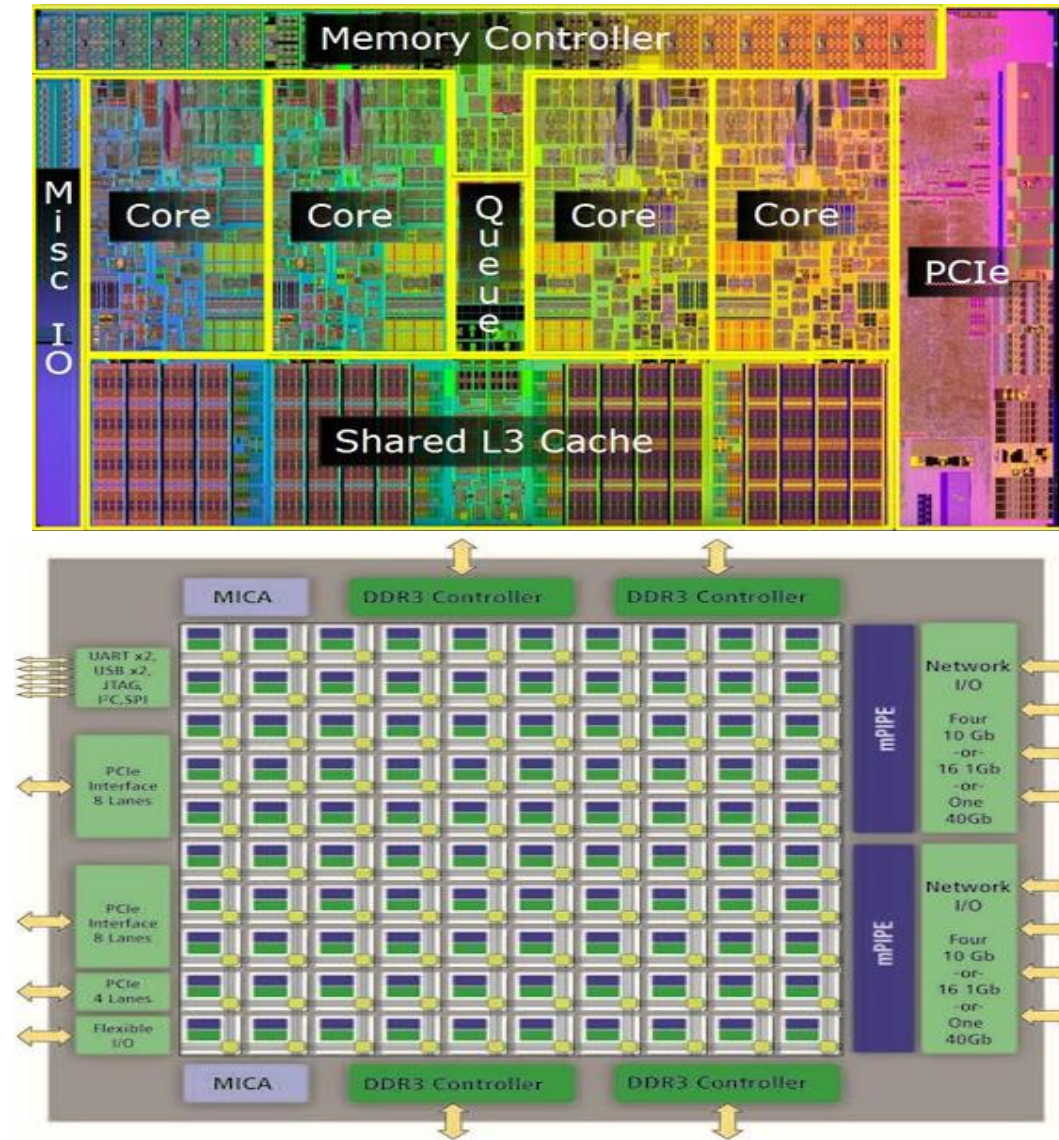 Memory Controller
Misc IO
Core
Core
Queue
Core
Core
PCIe
Shared L3 Cache
MICA
DDR3 Controller
DDR3 Controller
UART x2,
USB x2,
JTAG,
I²C,SPI
PCIe
Interface
8 Lanes
PCIe
Interface
8 Lanes
PCIe
4 Lanes
Flexible
I/O
mPIPE
Network
I/O
Four
10 Gb
-or-
16 1Gb
-or-
One
40Gb
mPIPE
Network
I/O
Four
10 Gb
-or-
16 1Gb
-or-
One
40Gb
MICA
DDR3 Controller
DDR3 Controller